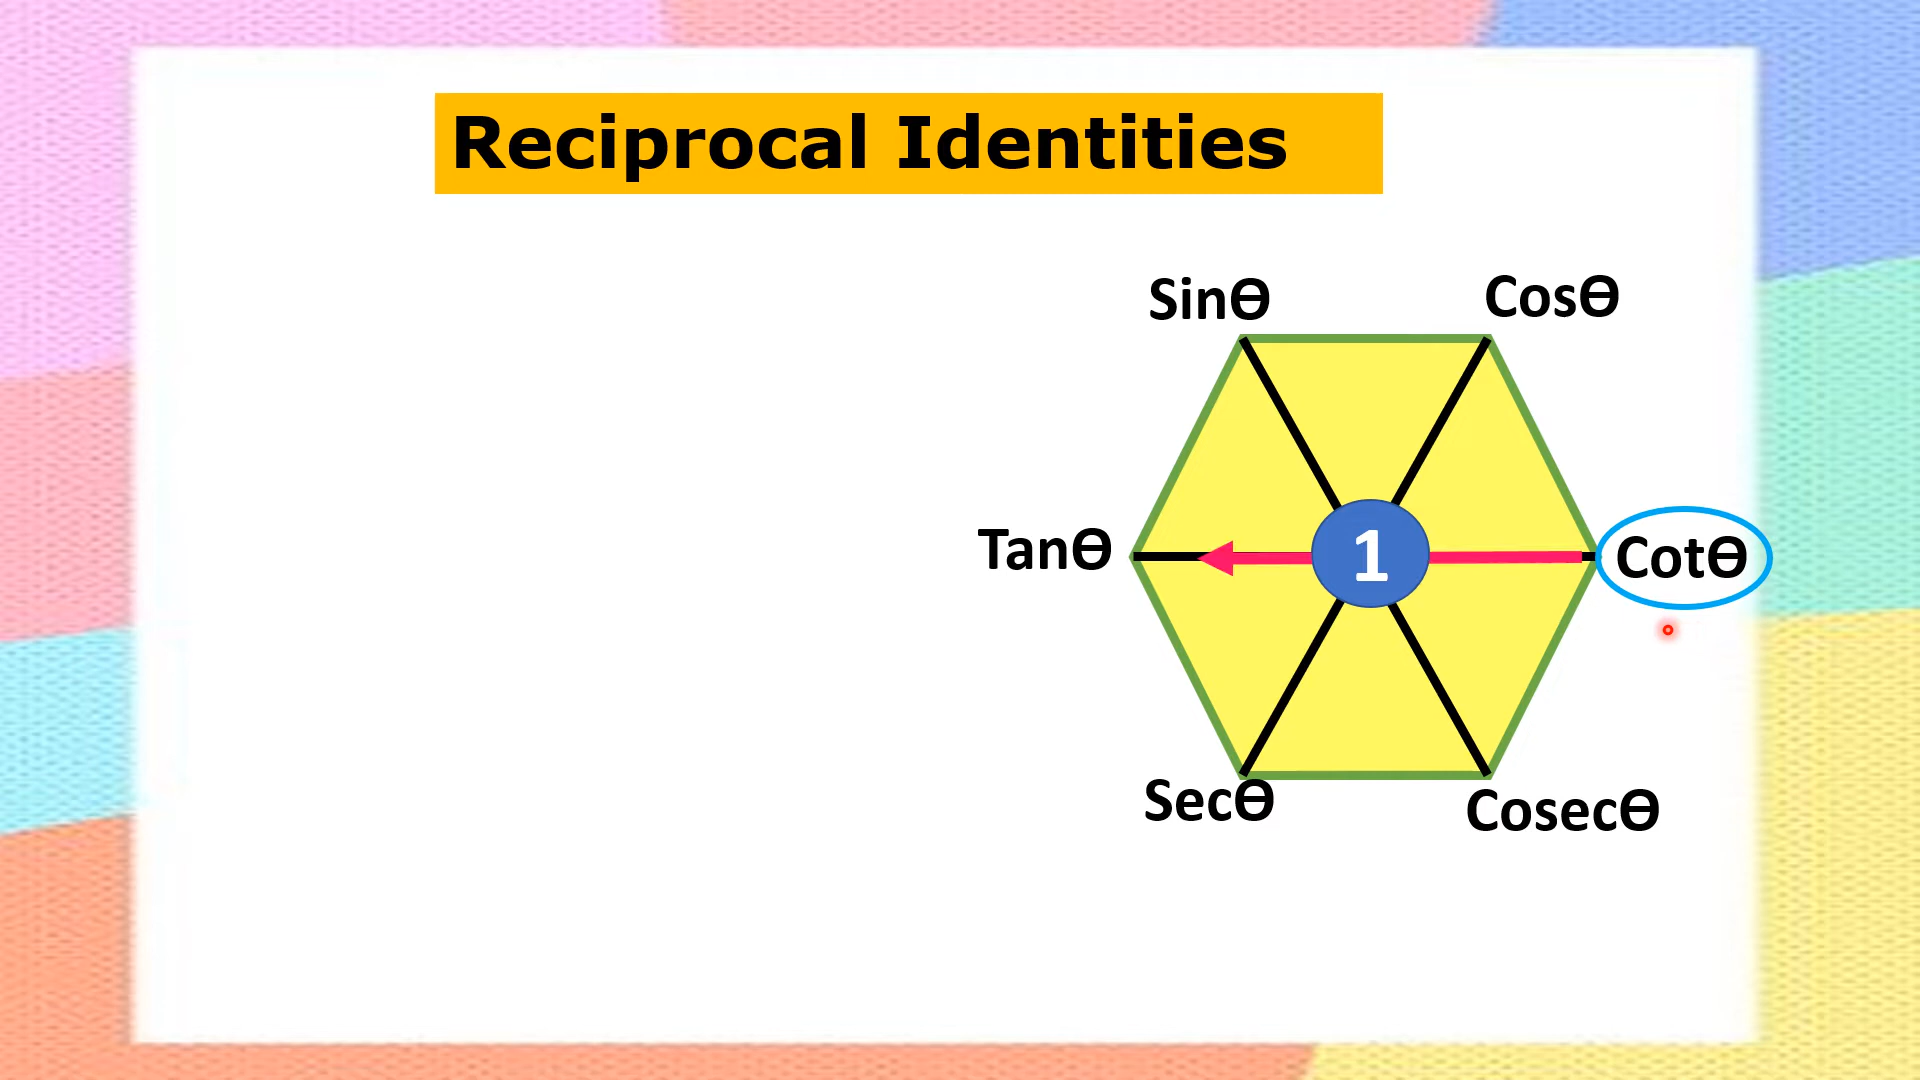 Reciprocal Identities
Sinθ
Cosθ
Tanθ
1
Cotθ
Secθ
Cosecθ